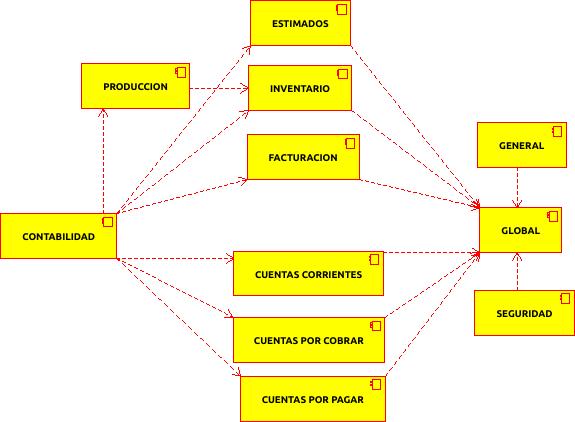 ESTIMADOS
PRODUCCION
INVENTARIO
FACTURACION
GENERAL
CONTABILIDAD
GLOBAL
CUENTAS CORRIENTES
SEGURIDAD
CUENTAS POR COBRAR
CUENTAS POR PAGAR